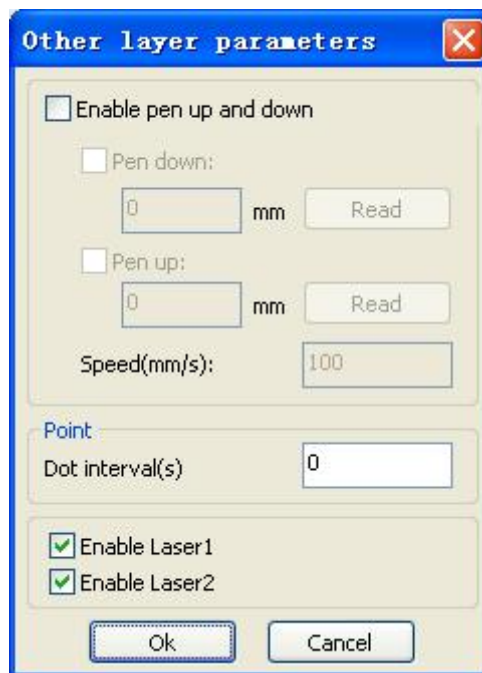 Other layer parameters
Enable pen up and down
Pen down:
0 mm Read
Pen up:
0 mm Read
Speed(mm/s): 100
Point
Dot interval(s) 0
Enable Laser1
Enable Laser2
Ok Cancel